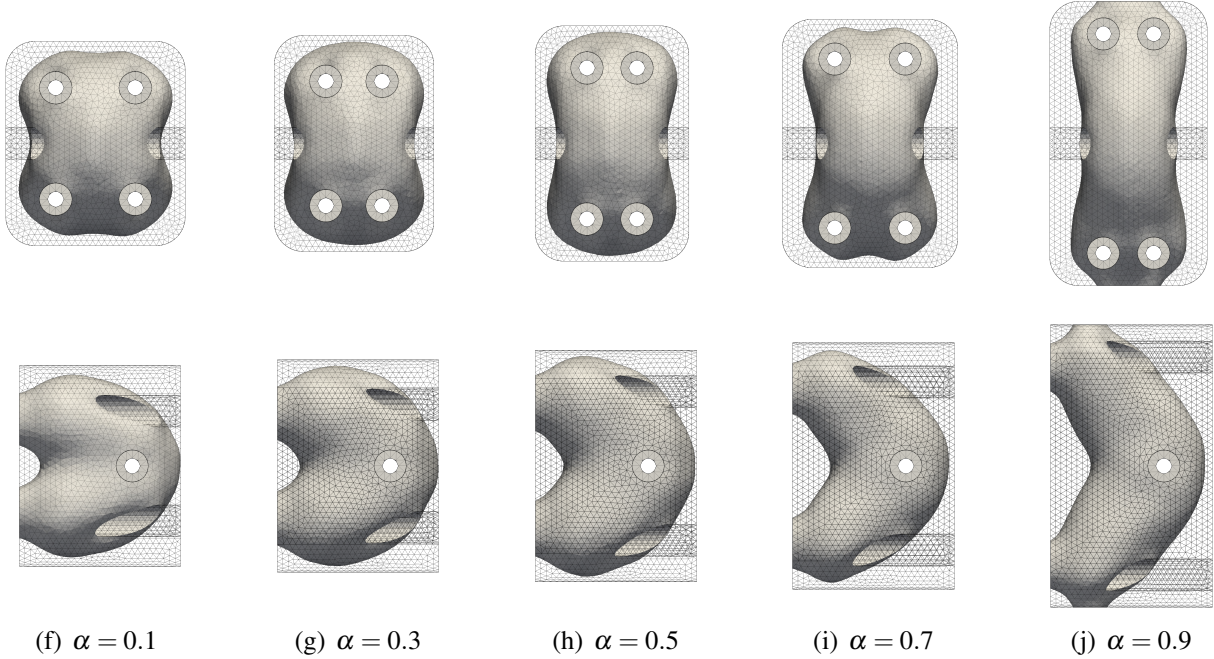 (f) α = 0.1 (g) α = 0.3 (h) α = 0.5 (i) α = 0.7 (j) α = 0.9